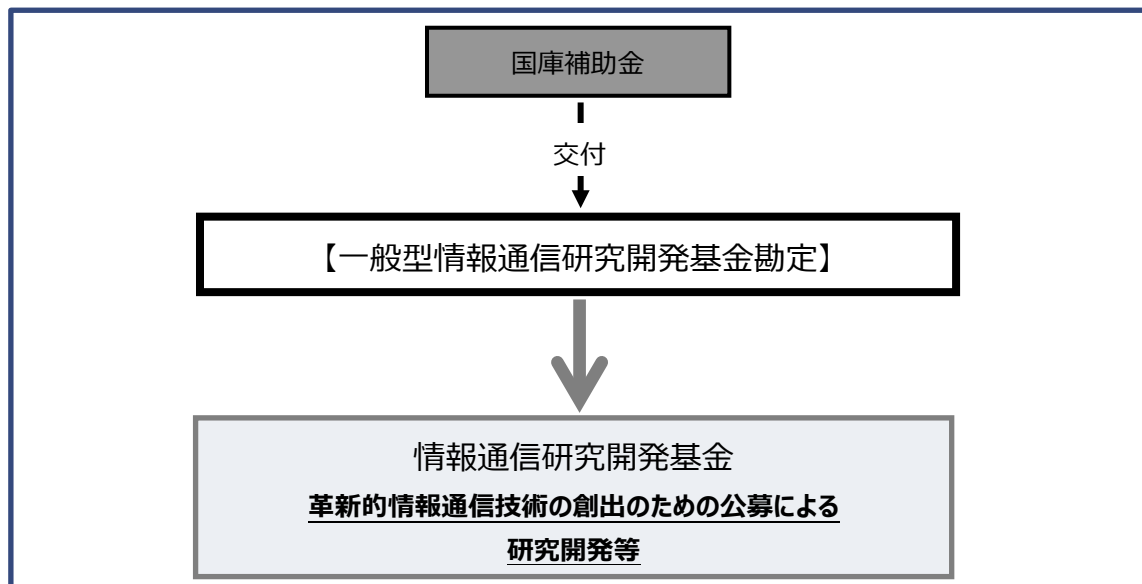 国庫補助金
交付
【一般型情報通信研究開発基金勘定】
情報通信研究開発基金
革新的情報通信技術の創出のための公募による
研究開発等